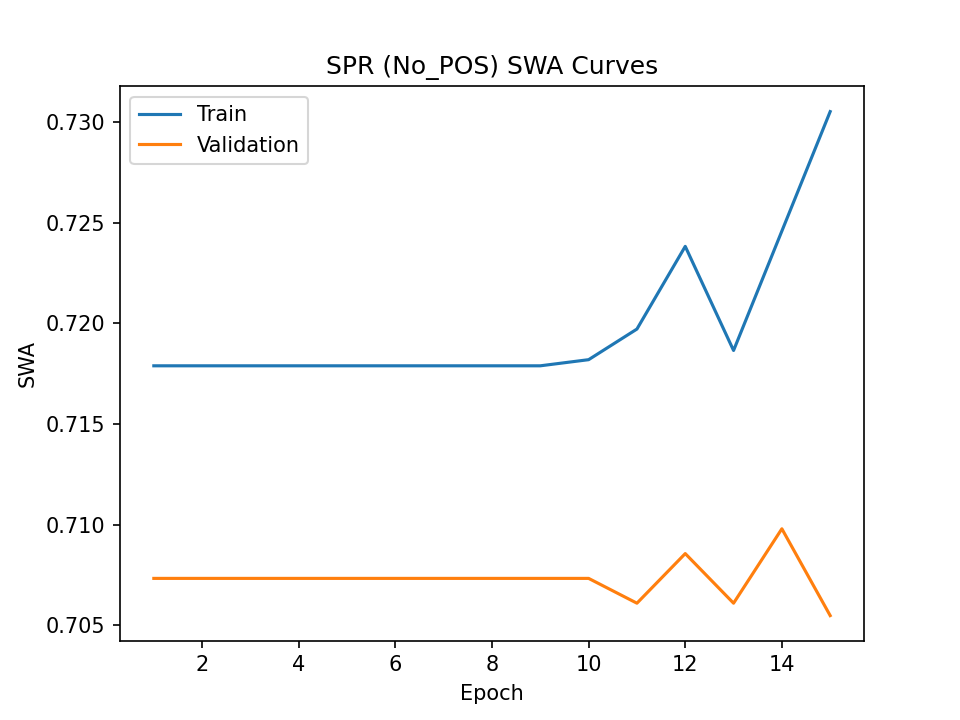 SPR (No_POS) SWA Curves
Train
Validation
0.730
0.725
0.720
0.715
0.710
0.705
SWA
2 4 6 8 10 12 14
Epoch